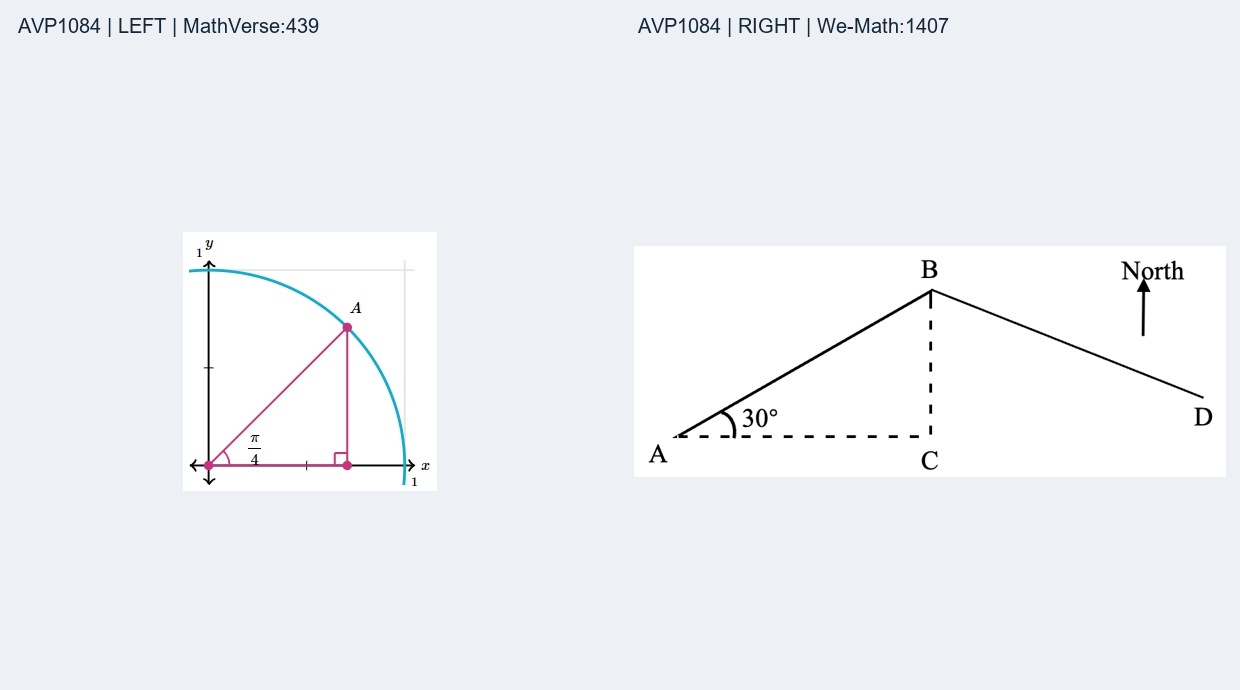 AVP1084 | LEFT | MathVerse:439
AVP1084 | RIGHT | We-Math:1407
1 y
A
π
4
x
1
B
North
30°
D
A
C